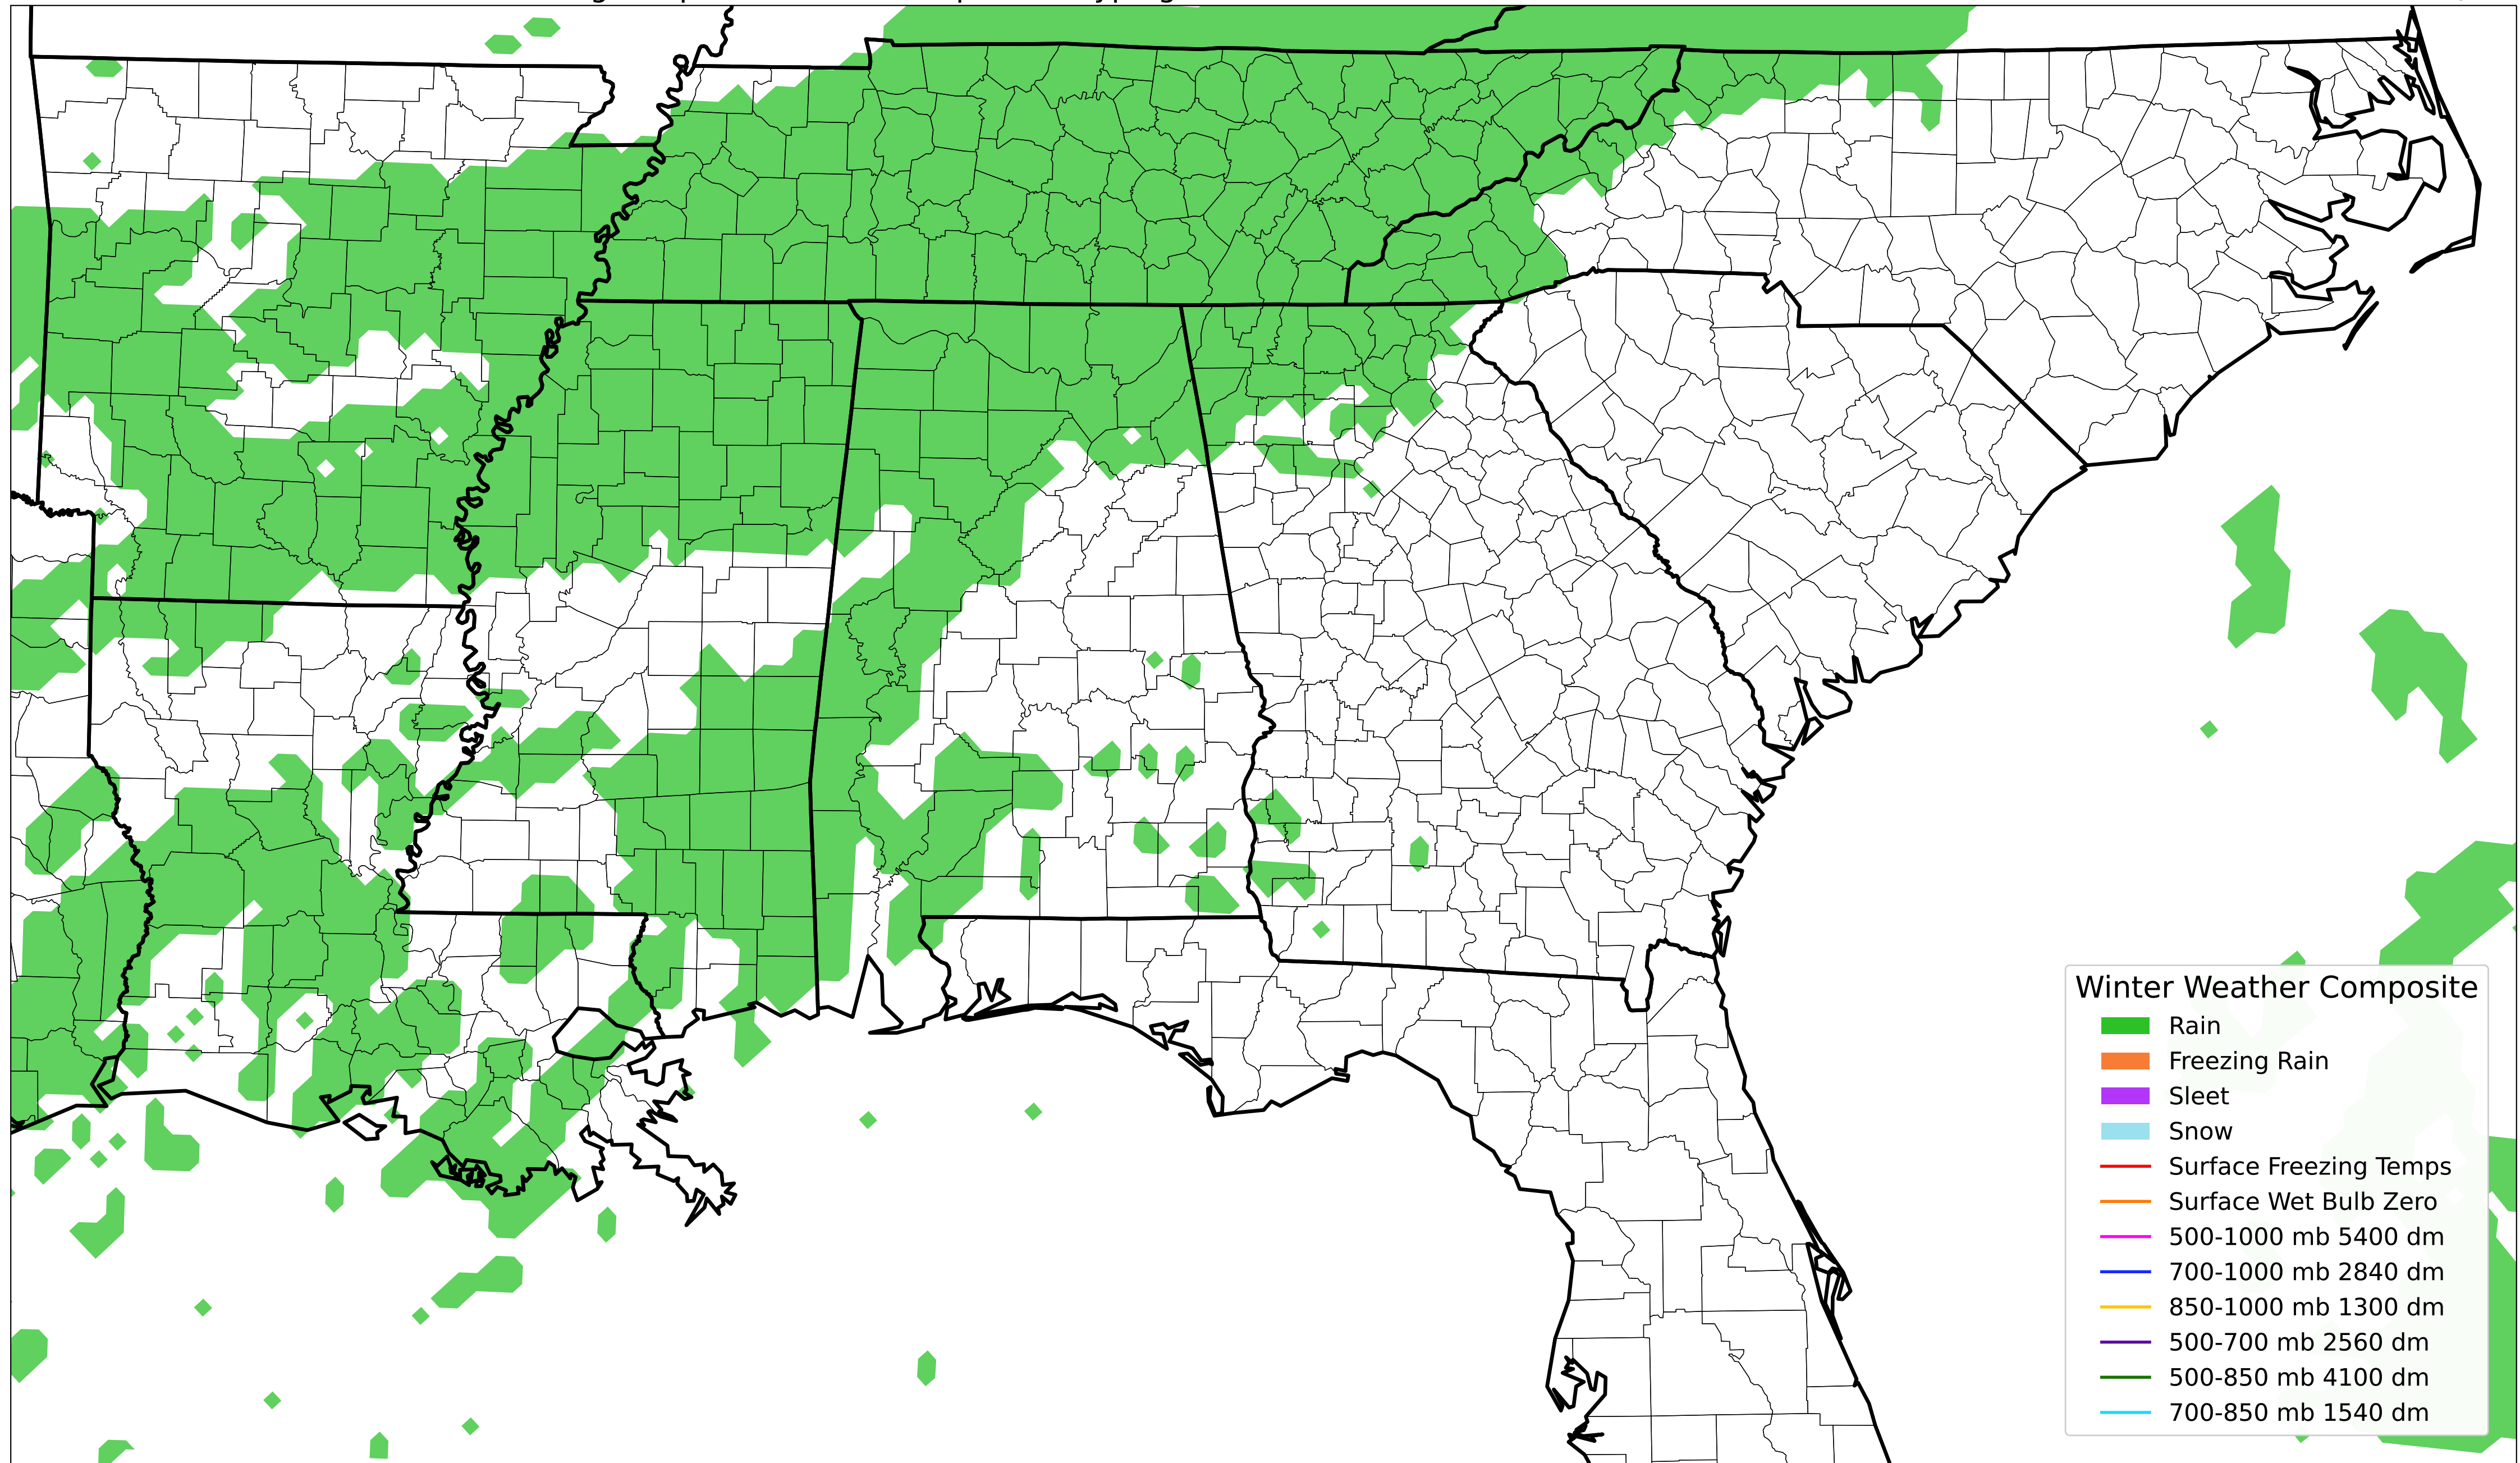 Winter Weather Composite
Rain
Freezing Rain
Sleet
Snow
Surface Freezing Temps
Surface Wet Bulb Zero
500-1000 mb 5400 dm
700-1000 mb 2840 dm
850-1000 mb 1300 dm
500-700 mb 2560 dm
500-850 mb 4100 dm
700-850 mb 1540 dm